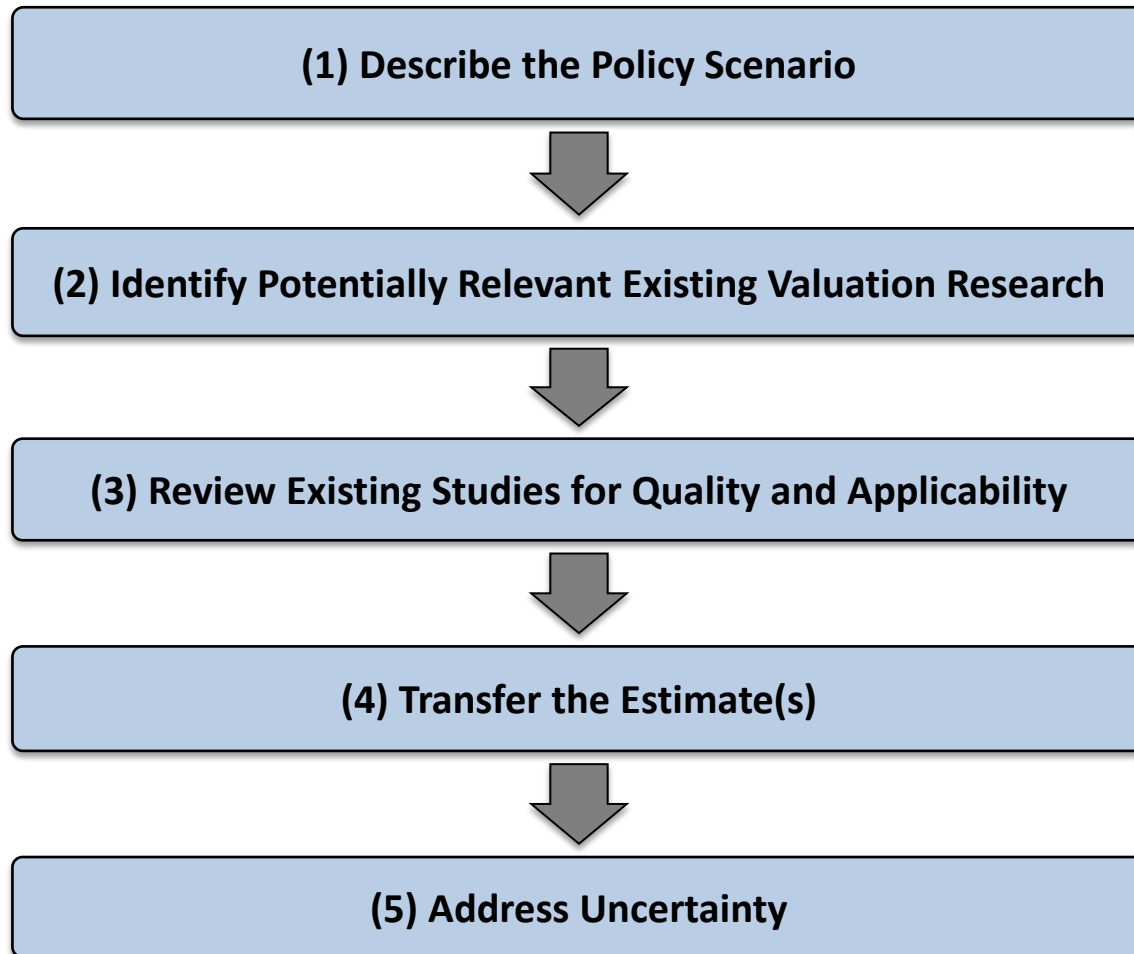 (1) Describe the Policy Scenario
(2) Identify Potentially Relevant Existing Valuation Research
(3) Review Existing Studies for Quality and Applicability
(4) Transfer the Estimate(s)
(5) Address Uncertainty